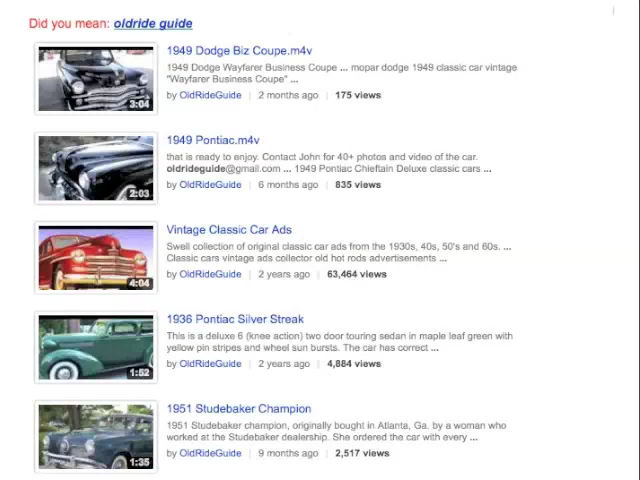 Did you mean: oldride guide
1949 Dodge Biz Coupe.m4v
1949 Dodge Wayfarer Business Coupe ... mopar dodge 1949 classic car vintage
"Wayfarer Business Coupe" ...
by OldRideGuide | 2 months ago | 175 views
3:04
1949 Pontiac.m4v
that is ready to enjoy. Contact John for 40+ photos and video of the car.
oldrideguide@gmail.com ... 1949 Pontiac Chieftain Deluxe classic cars ...
by OldRideGuide | 6 months ago | 835 views
2:03
Vintage Classic Car Ads
Swell collection of original classic car ads from the 1930s, 40s, 50's and 60s. ...
Classic cars vintage ads collector old hot rods advertisements ...
by OldRideGuide | 2 years ago | 63,464 views
4:04
1936 Pontiac Silver Streak
This is a deluxe 6 (knee action) two door touring sedan in maple leaf green with
yellow pin stripes and wheel sun bursts. The car has correct ...
by OldRideGuide | 2 years ago | 4,884 views
1:52
1951 Studebaker Champion
1951 Studebaker champion, originally bought in Atlanta, Ga. by a woman who
worked at the Studebaker dealership. She ordered the car with every ...
by OldRideGuide | 9 months ago | 2,517 views
1:35